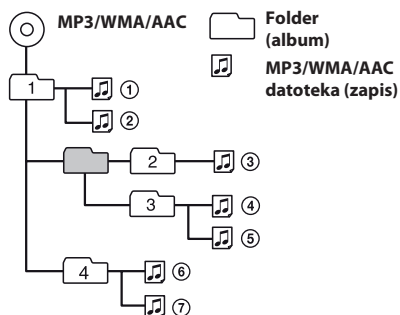 MP3/WMA/AAC
Folder
(album)
MP3/WMA/AAC
datoteka (zapis)
1
①
②
2
③
3
④
⑤
4
⑥
⑦